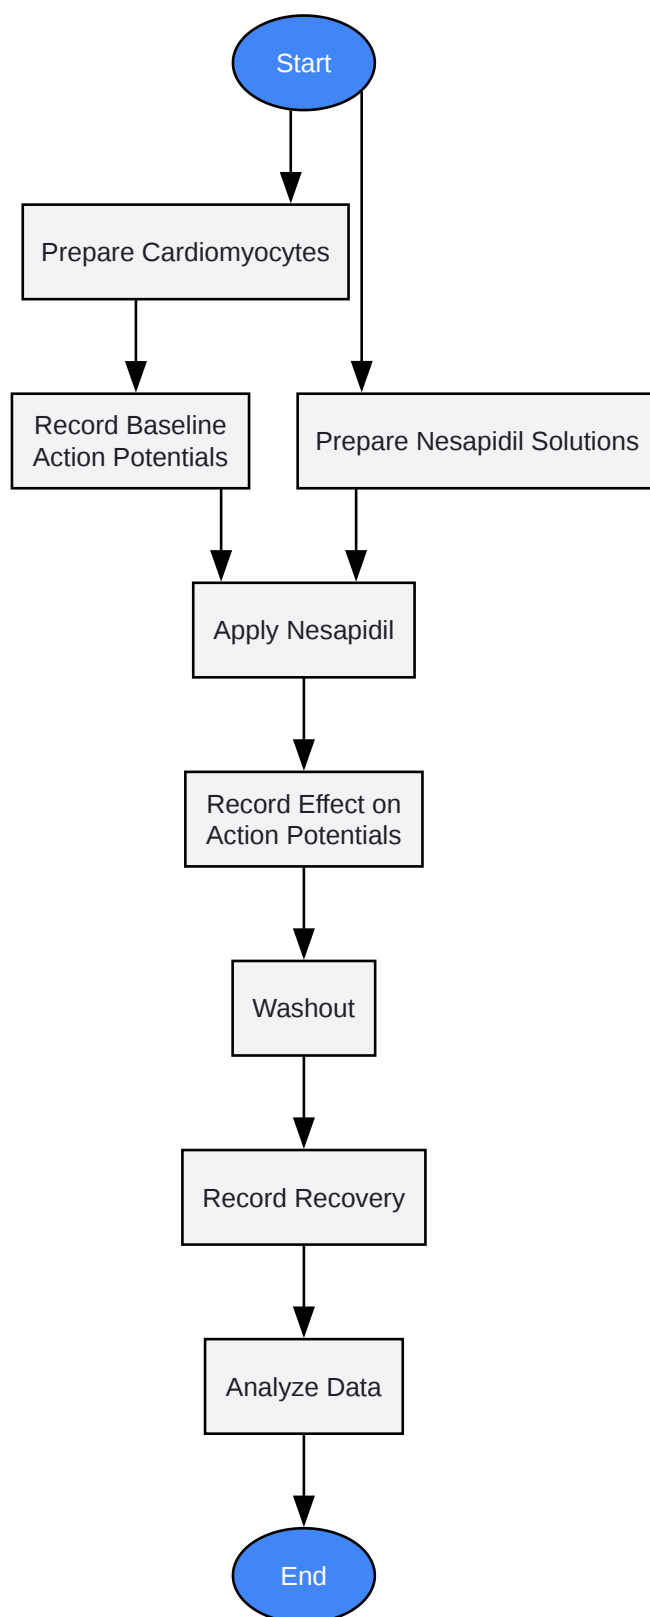 Start
Prepare Cardiomyocytes
Record Baseline
Action Potentials
Prepare Nesapidil Solutions
Apply Nesapidil
Record Effect on
Action Potentials
Washout
Record Recovery
Analyze Data
End